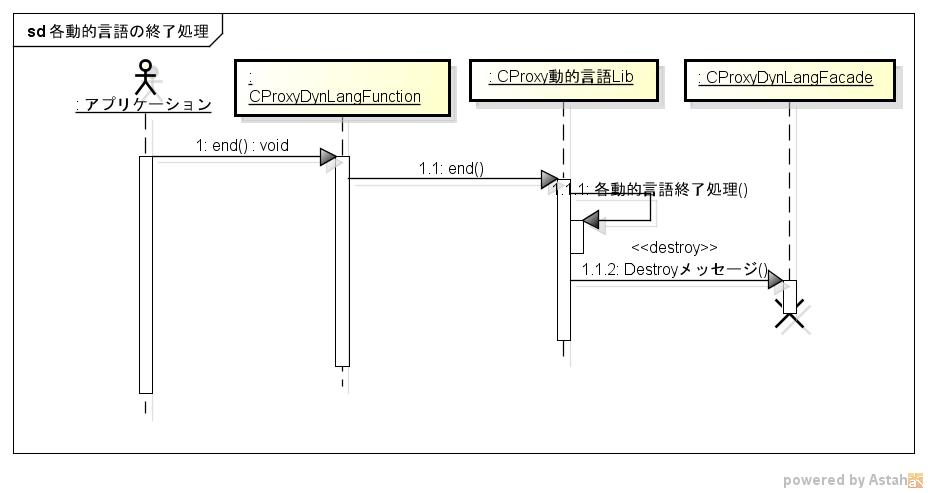 sd 各動的言語の終了処理
: アプリケーション
:
CProxyDynLangFunction
: CProxy動的言語Lib
: CProxyDynLangFacade
1: end() : void
1.1: end()
1.1.1: 各動的言語終了処理()
<<destroy>>
1.1.2: Destroyメッセージ()
powered by Astah